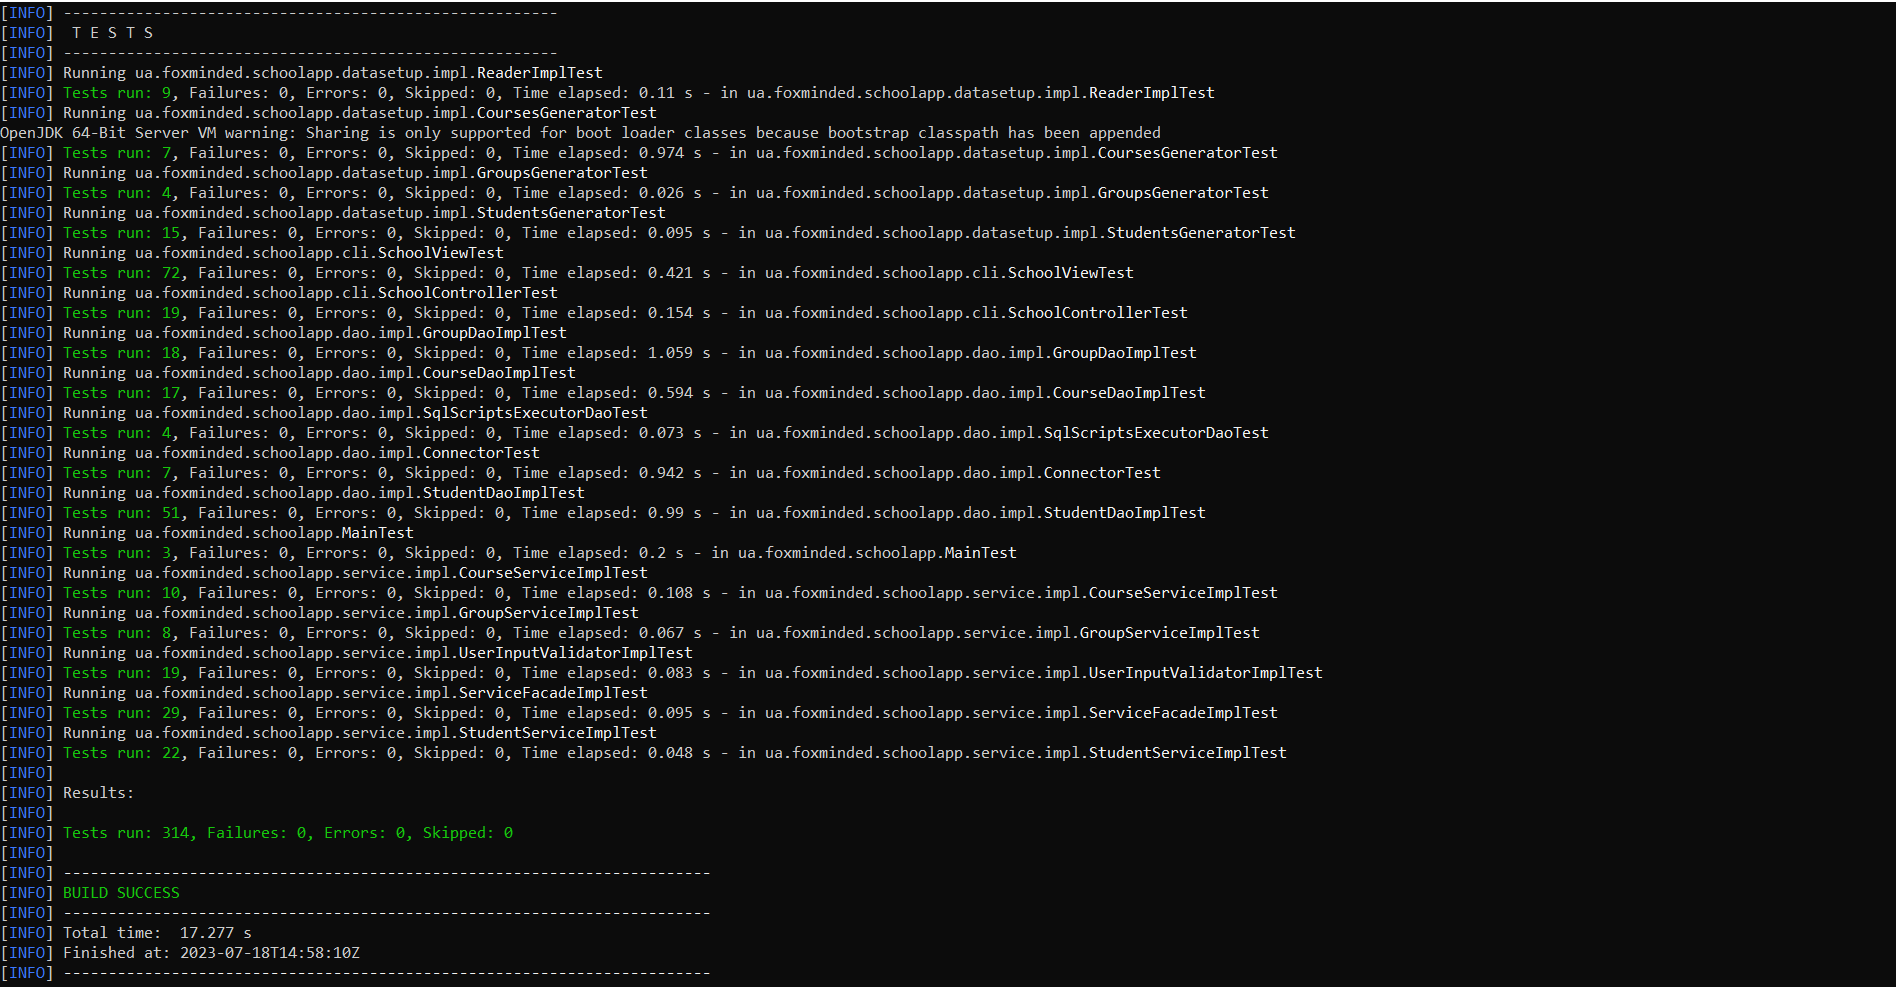 [INFO] -------------------------------------------------------
[INFO]  T E S T S
[INFO] -------------------------------------------------------
[INFO] Running ua.foxminded.schoolapp.datasetup.impl.ReaderImplTest
[INFO] Tests run: 9, Failures: 0, Errors: 0, Skipped: 0, Time elapsed: 0.11 s - in ua.foxminded.schoolapp.datasetup.impl.ReaderImplTest
[INFO] Running ua.foxminded.schoolapp.datasetup.impl.CoursesGeneratorTest
OpenJDK 64-Bit Server VM warning: Sharing is only supported for boot loader classes because bootstrap classpath has been appended
[INFO] Tests run: 7, Failures: 0, Errors: 0, Skipped: 0, Time elapsed: 0.974 s - in ua.foxminded.schoolapp.datasetup.impl.CoursesGeneratorTest
[INFO] Running ua.foxminded.schoolapp.datasetup.impl.GroupsGeneratorTest
[INFO] Tests run: 4, Failures: 0, Errors: 0, Skipped: 0, Time elapsed: 0.026 s - in ua.foxminded.schoolapp.datasetup.impl.GroupsGeneratorTest
[INFO] Running ua.foxminded.schoolapp.datasetup.impl.StudentsGeneratorTest
[INFO] Tests run: 15, Failures: 0, Errors: 0, Skipped: 0, Time elapsed: 0.095 s - in ua.foxminded.schoolapp.datasetup.impl.StudentsGeneratorTest
[INFO] Running ua.foxminded.schoolapp.cli.SchoolViewTest
[INFO] Tests run: 72, Failures: 0, Errors: 0, Skipped: 0, Time elapsed: 0.421 s - in ua.foxminded.schoolapp.cli.SchoolViewTest
[INFO] Running ua.foxminded.schoolapp.cli.SchoolControllerTest
[INFO] Tests run: 19, Failures: 0, Errors: 0, Skipped: 0, Time elapsed: 0.154 s - in ua.foxminded.schoolapp.cli.SchoolControllerTest
[INFO] Running ua.foxminded.schoolapp.dao.impl.GroupDaoImplTest
[INFO] Tests run: 18, Failures: 0, Errors: 0, Skipped: 0, Time elapsed: 1.059 s - in ua.foxminded.schoolapp.dao.impl.GroupDaoImplTest
[INFO] Running ua.foxminded.schoolapp.dao.impl.CourseDaoImplTest
[INFO] Tests run: 17, Failures: 0, Errors: 0, Skipped: 0, Time elapsed: 0.594 s - in ua.foxminded.schoolapp.dao.impl.CourseDaoImplTest
[INFO] Running ua.foxminded.schoolapp.dao.impl.SqlScriptsExecutorDaoTest
[INFO] Tests run: 4, Failures: 0, Errors: 0, Skipped: 0, Time elapsed: 0.073 s - in ua.foxminded.schoolapp.dao.impl.SqlScriptsExecutorDaoTest
[INFO] Running ua.foxminded.schoolapp.dao.impl.ConnectorTest
[INFO] Tests run: 7, Failures: 0, Errors: 0, Skipped: 0, Time elapsed: 0.942 s - in ua.foxminded.schoolapp.dao.impl.ConnectorTest
[INFO] Running ua.foxminded.schoolapp.dao.impl.StudentDaoImplTest
[INFO] Tests run: 51, Failures: 0, Errors: 0, Skipped: 0, Time elapsed: 0.99 s - in ua.foxminded.schoolapp.dao.impl.StudentDaoImplTest
[INFO] Running ua.foxminded.schoolapp.MainTest
[INFO] Tests run: 3, Failures: 0, Errors: 0, Skipped: 0, Time elapsed: 0.2 s - in ua.foxminded.schoolapp.MainTest
[INFO] Running ua.foxminded.schoolapp.service.impl.CourseServiceImplTest
[INFO] Tests run: 10, Failures: 0, Errors: 0, Skipped: 0, Time elapsed: 0.108 s - in ua.foxminded.schoolapp.service.impl.CourseServiceImplTest
[INFO] Running ua.foxminded.schoolapp.service.impl.GroupServiceImplTest
[INFO] Tests run: 8, Failures: 0, Errors: 0, Skipped: 0, Time elapsed: 0.067 s - in ua.foxminded.schoolapp.service.impl.GroupServiceImplTest
[INFO] Running ua.foxminded.schoolapp.service.impl.UserInputValidatorImplTest
[INFO] Tests run: 19, Failures: 0, Errors: 0, Skipped: 0, Time elapsed: 0.083 s - in ua.foxminded.schoolapp.service.impl.UserInputValidatorImplTest
[INFO] Running ua.foxminded.schoolapp.service.impl.ServiceFacadeImplTest
[INFO] Tests run: 29, Failures: 0, Errors: 0, Skipped: 0, Time elapsed: 0.095 s - in ua.foxminded.schoolapp.service.impl.ServiceFacadeImplTest
[INFO] Running ua.foxminded.schoolapp.service.impl.StudentServiceImplTest
[INFO] Tests run: 22, Failures: 0, Errors: 0, Skipped: 0, Time elapsed: 0.048 s - in ua.foxminded.schoolapp.service.impl.StudentServiceImplTest
[INFO]
[INFO] Results:
[INFO]
[INFO] Tests run: 314, Failures: 0, Errors: 0, Skipped: 0
[INFO]
[INFO] ------------------------------------------------------------------------
[INFO] BUILD SUCCESS
[INFO] ------------------------------------------------------------------------
[INFO] Total time:  17.277 s
[INFO] Finished at: 2023-07-18T14:58:10Z
[INFO] ------------------------------------------------------------------------